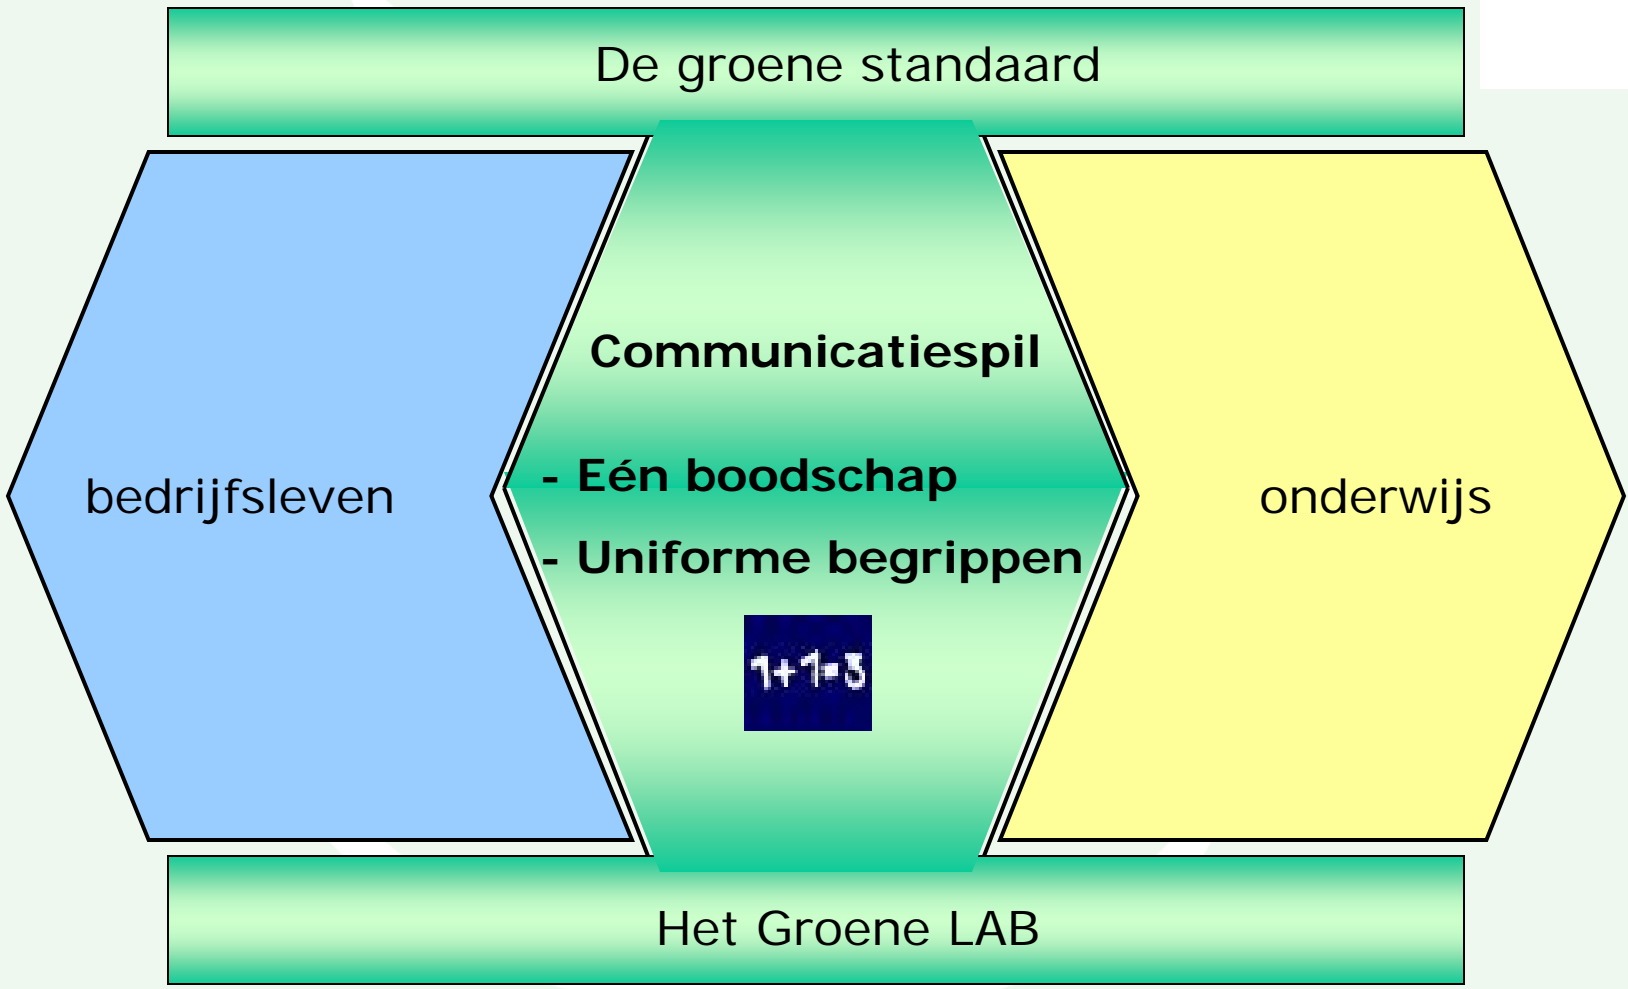 De groene standaard
Communicatiespil
- Eén boodschap
bedrijfsleven
onderwijs
- Uniforme begrippen
1+1=3
Het Groene LAB